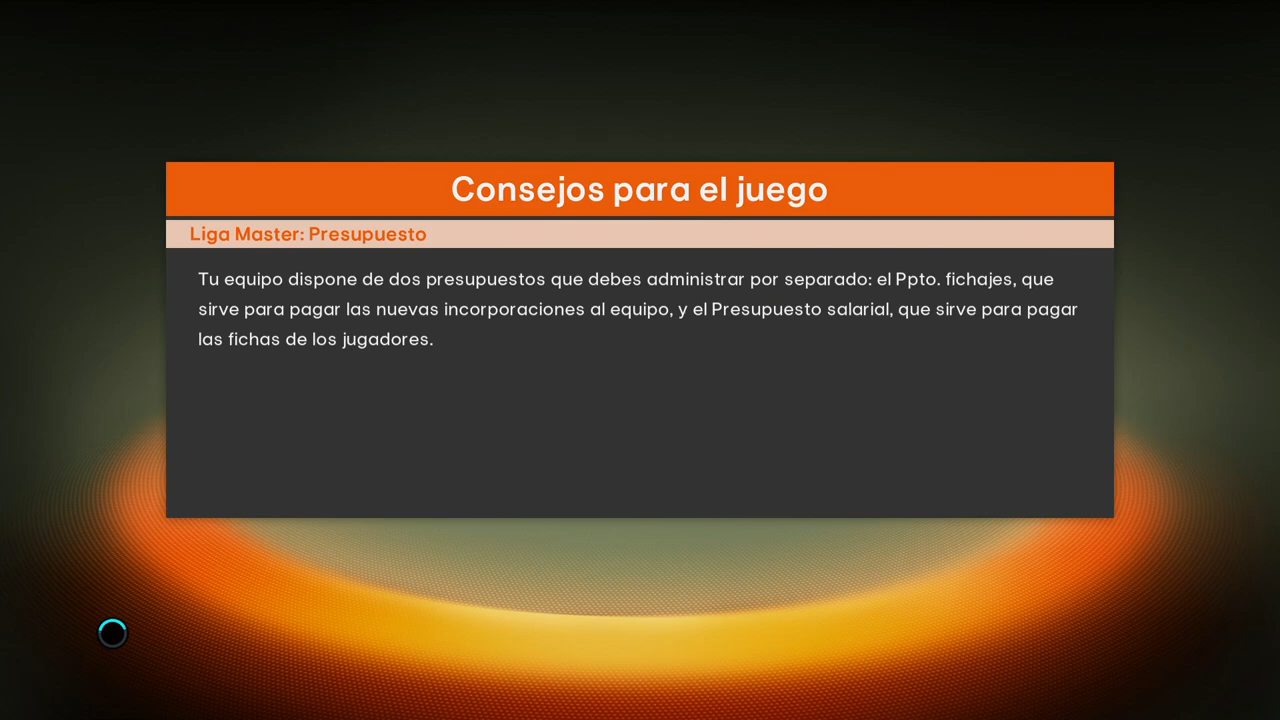 Consejos para el juego
Liga Master: Presupuesto
Tu equipo dispone de dos presupuestos que debes administrar por separado: el Ppto. fichajes, que
sirve para pagar las nuevas incorporaciones al equipo, y el Presupuesto salarial, que sirve para pagar
las fichas de los jugadores.